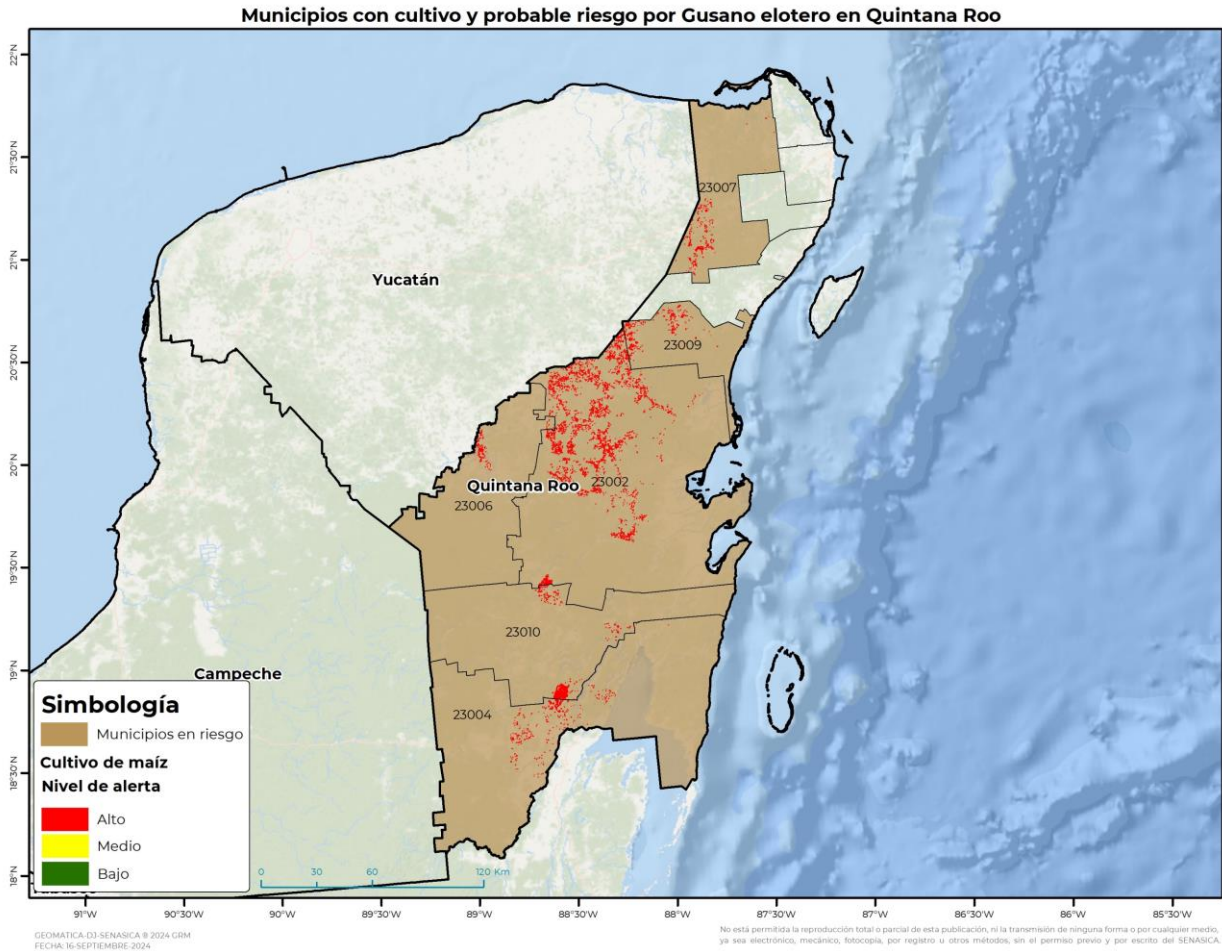 Municipios con cultivo y probable riesgo por Gusano elotero en Quintana Roo
22°N
21°30'N
21°N
20°30'N
20°N
19°30'N
19°N
18°30'N
18°N
23007
Yucatán
23009
Quintana Roo
23002
23006
23010
Campeche
23004
Simbología
Municipios en riesgo
Cultivo de maíz
Nivel de alerta
Alto
Medio
Bajo
0 30 60 120 Km
91°W 90°30'W 90°W 89°30'W 89°W 88°30'W 88°W 87°30'W 87°W 86°30'W 86°W 85°30'W
GEOMATICA-DJ-SENASICA ® 2024 GRM
FECHA: 16-SEPTIEMBRE-2024
No está permitida la reproducción total o parcial de esta publicación, ni la transmisión de ninguna forma o por cualquier medio,
ya sea electrónico, mecánico, fotocopia, por registro u otros métodos, sin el permiso previo y por escrito del SENASICA.